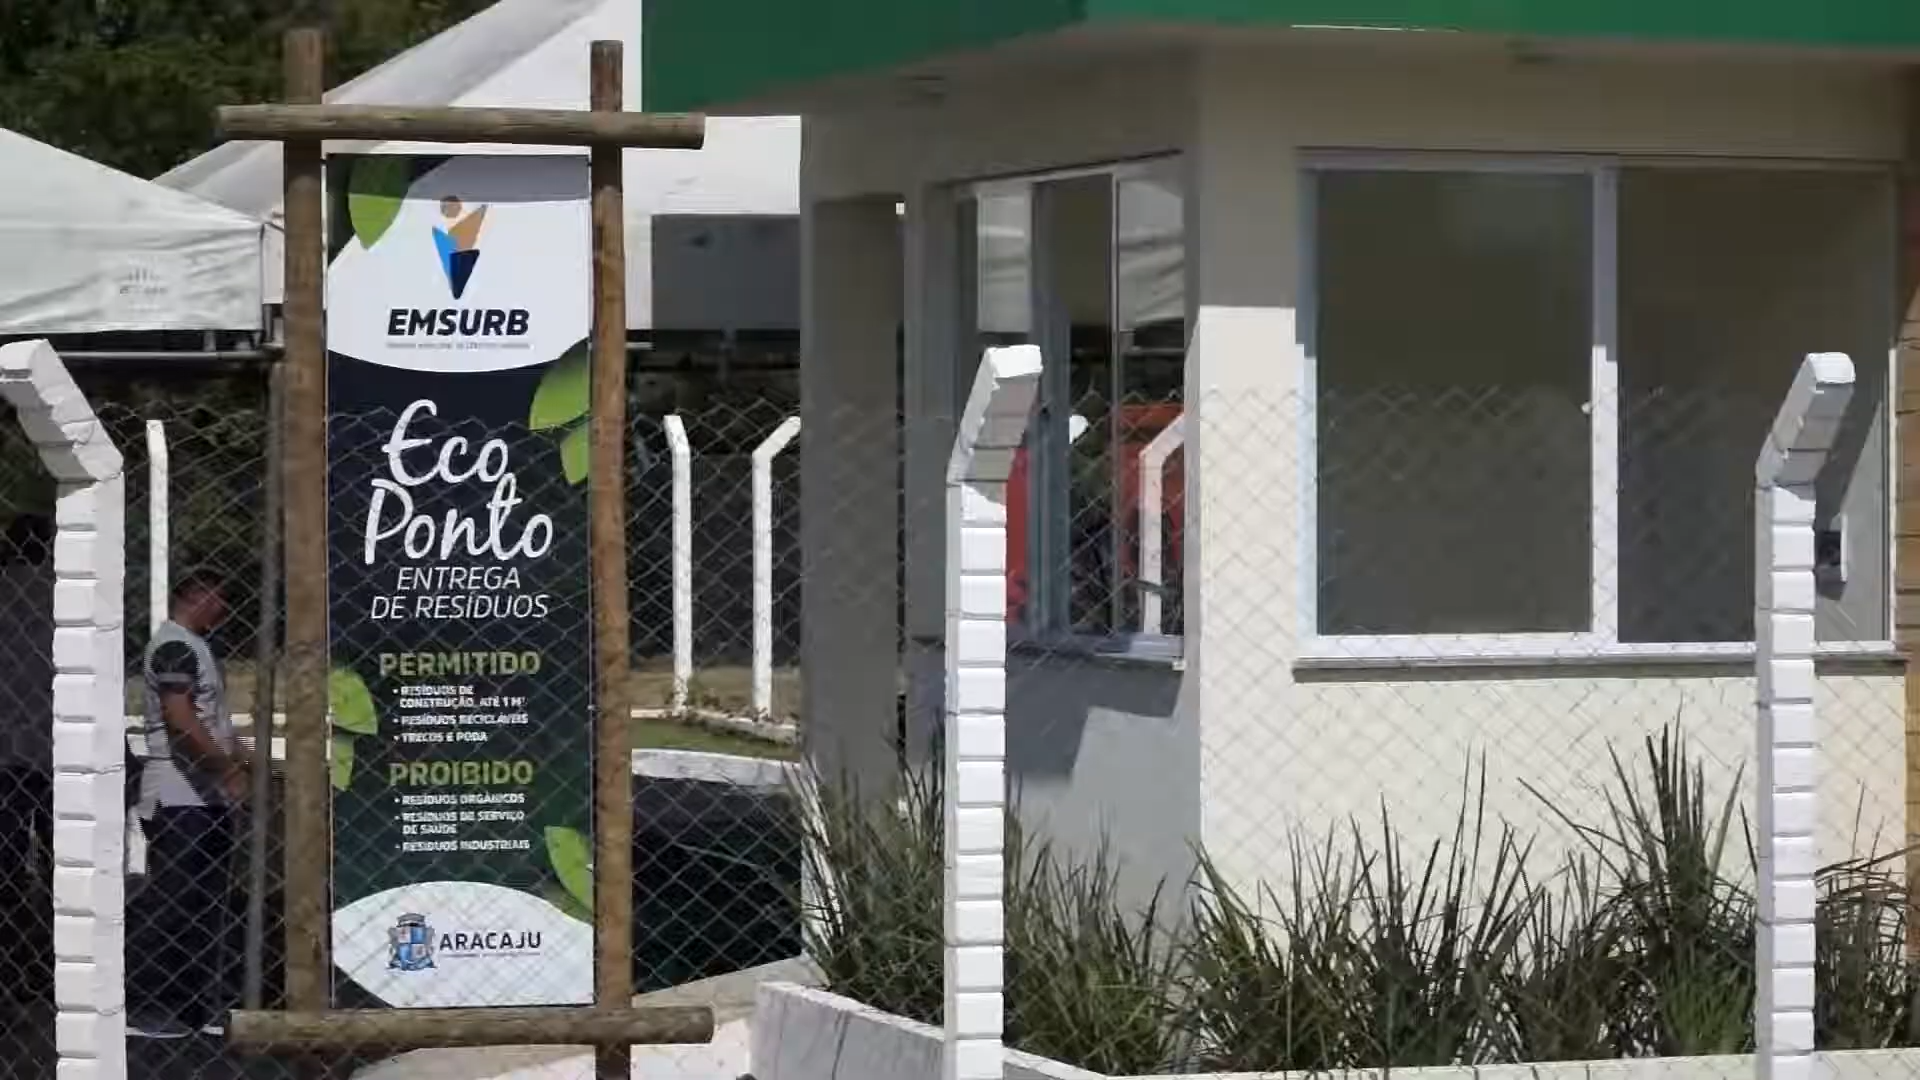 EMSURB
Eco
Ponto
ENTREGA
DE RESÍDUOS
PERMITIDO
• RESÍDUOS DE
CONSTRUÇÃO, ATÉ 1 M³
• RESÍDUOS RECICLÁVEIS
• TRECOS E PODA
PROIBIDO
• RESÍDUOS ORGÂNICOS
• RESÍDUOS DE SERVIÇO
DE SAÚDE
• RESÍDUOS INDUSTRIAIS
ARACAJU